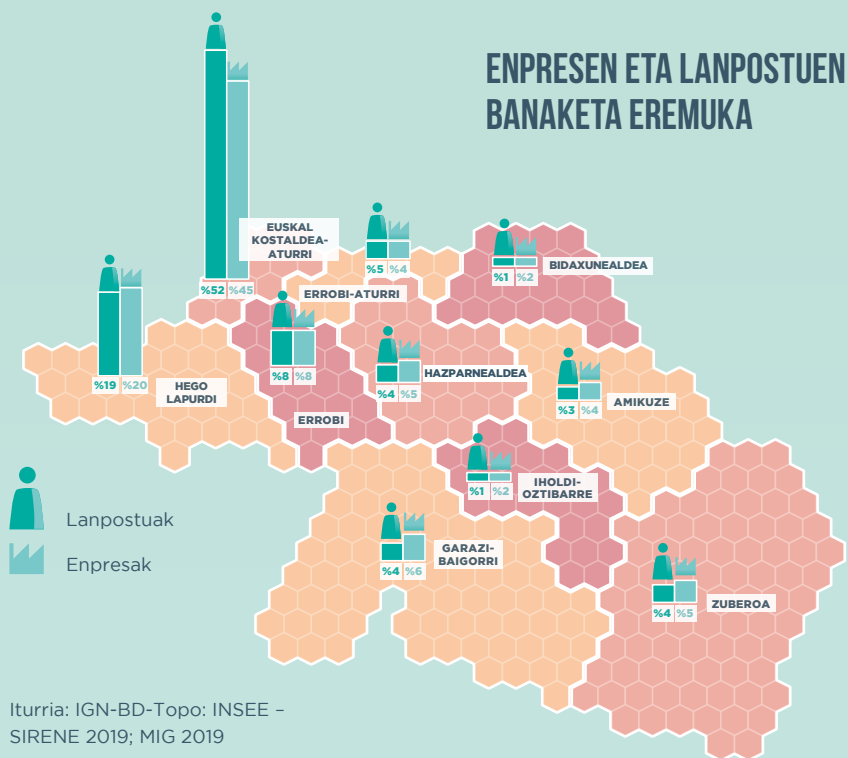 ENPRESEN ETA LANPOSTUEN
BANAKETA EREMUKA
EUSKAL
KOSTALDEA-
ATURRI
%52 %45
%5 %4
ERROBI-ATURRI
%1 %2
BIDAXUNEALDEA
%19 %20
HEGO
LAPURDI
%8 %8
ERROBI
%4 %5
HAZPARNEALDEA
%3 %4
AMIKUZE
%1 %2
IHOLDI-
OZTIBARRE
%4 %6
GARAZI-
BAIGORRI
%4 %5
ZUBEROA
Lanpostuak
Enpresak
Iturria: IGN-BD-Topo: INSEE –
SIRENE 2019; MIG 2019